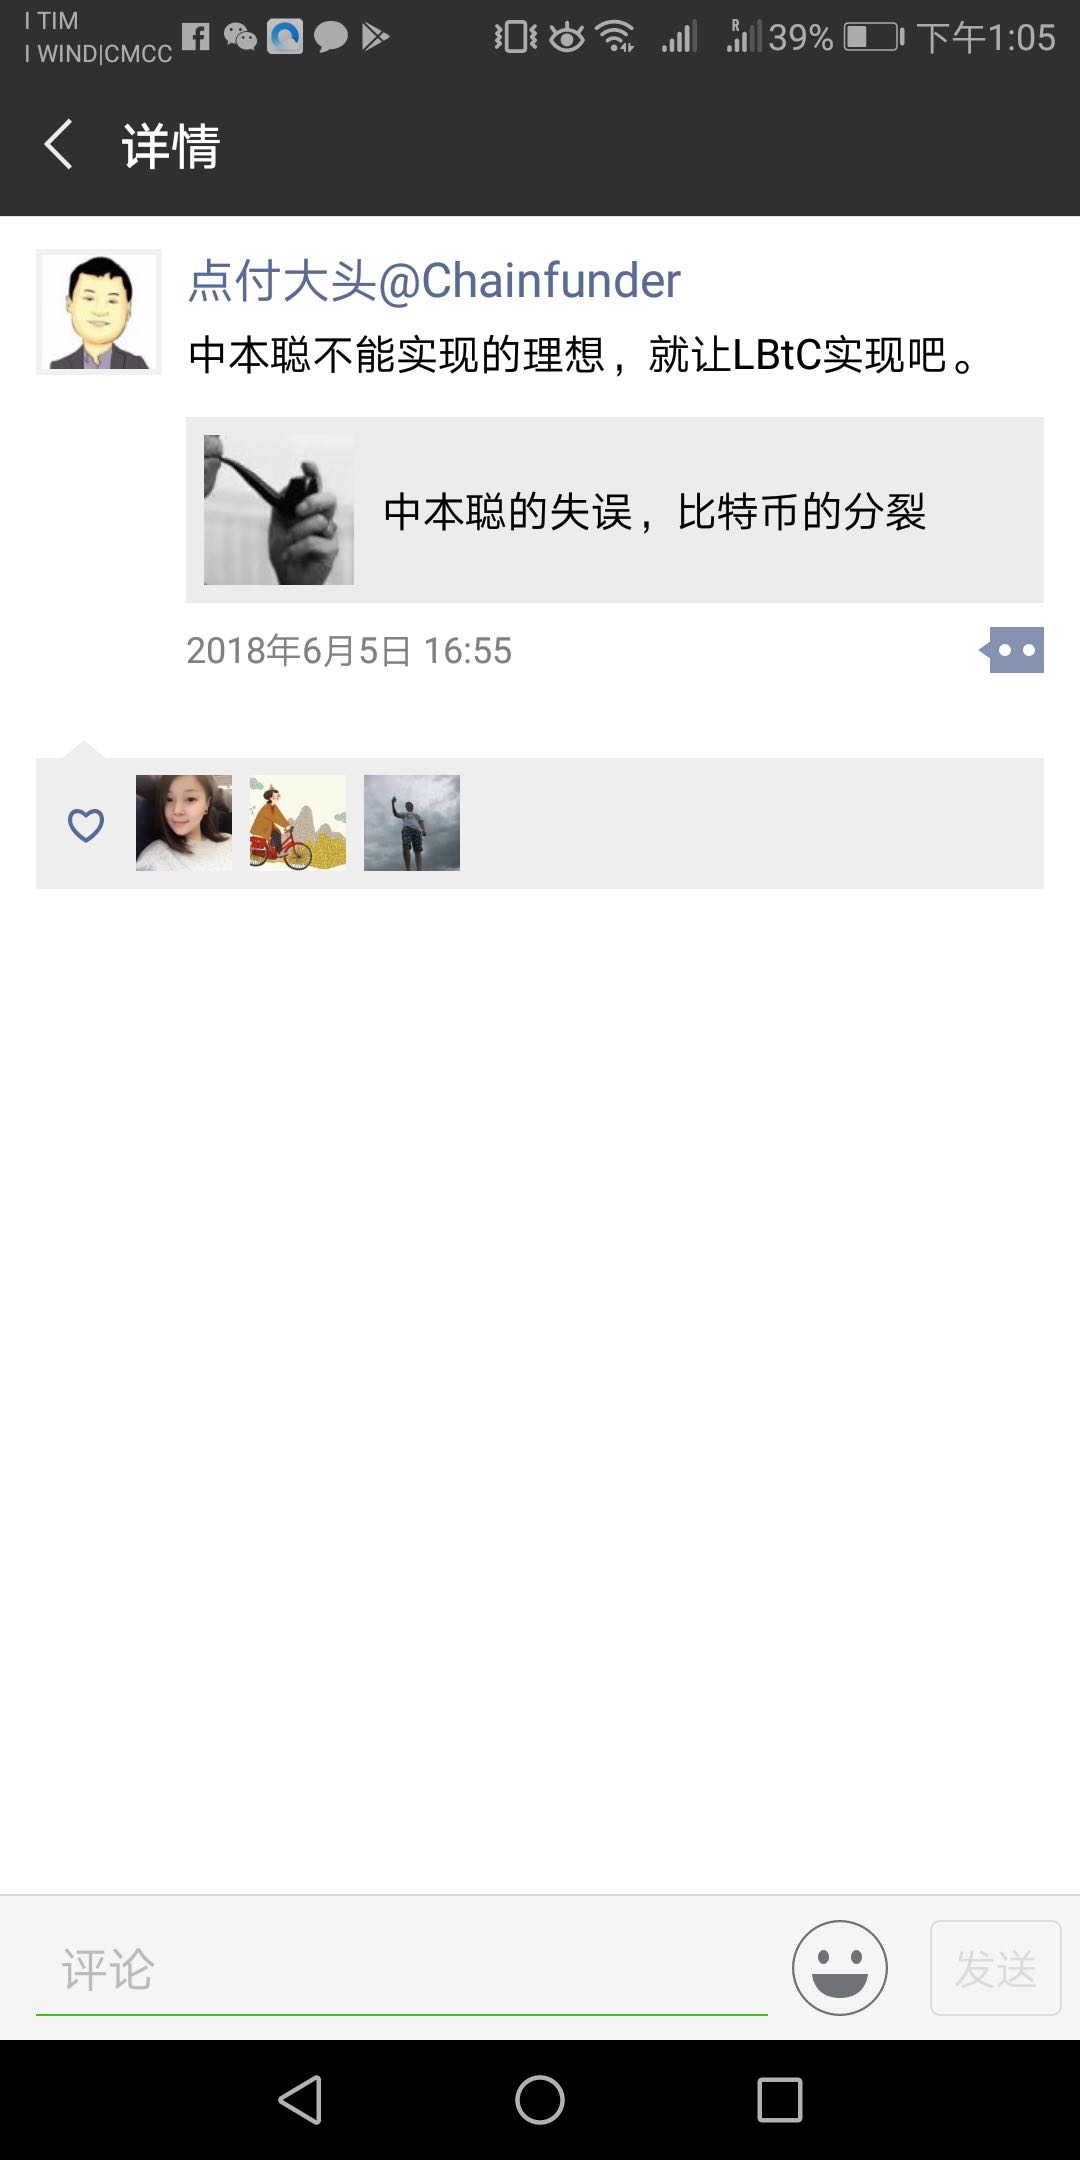 I TIM
I WIND|CMCC
R
39%
下午1:05
详情
点付大头@Chainfunder
中本聪不能实现的理想，就让LBtC实现吧。
中本聪的失误，比特币的分裂
2018年6月5日 16:55
评论
发送